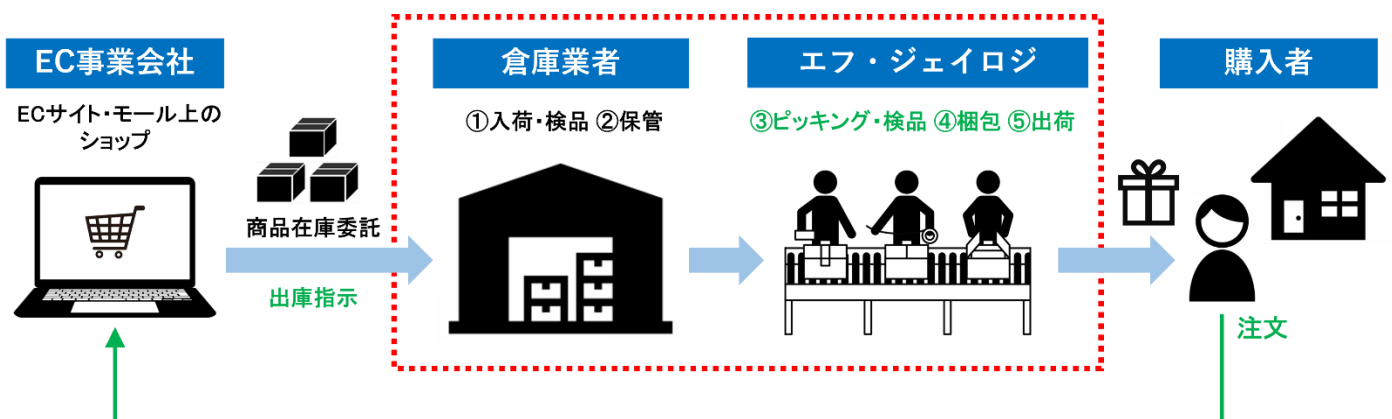 EC事業会社
ECサイト・モール上の
ショップ
商品在庫委託
出庫指示
倉庫業者
①入荷・検品 ②保管
エフ・ジェイロジ
③ピッキング・検品 ④梱包 ⑤出荷
購入者
注文